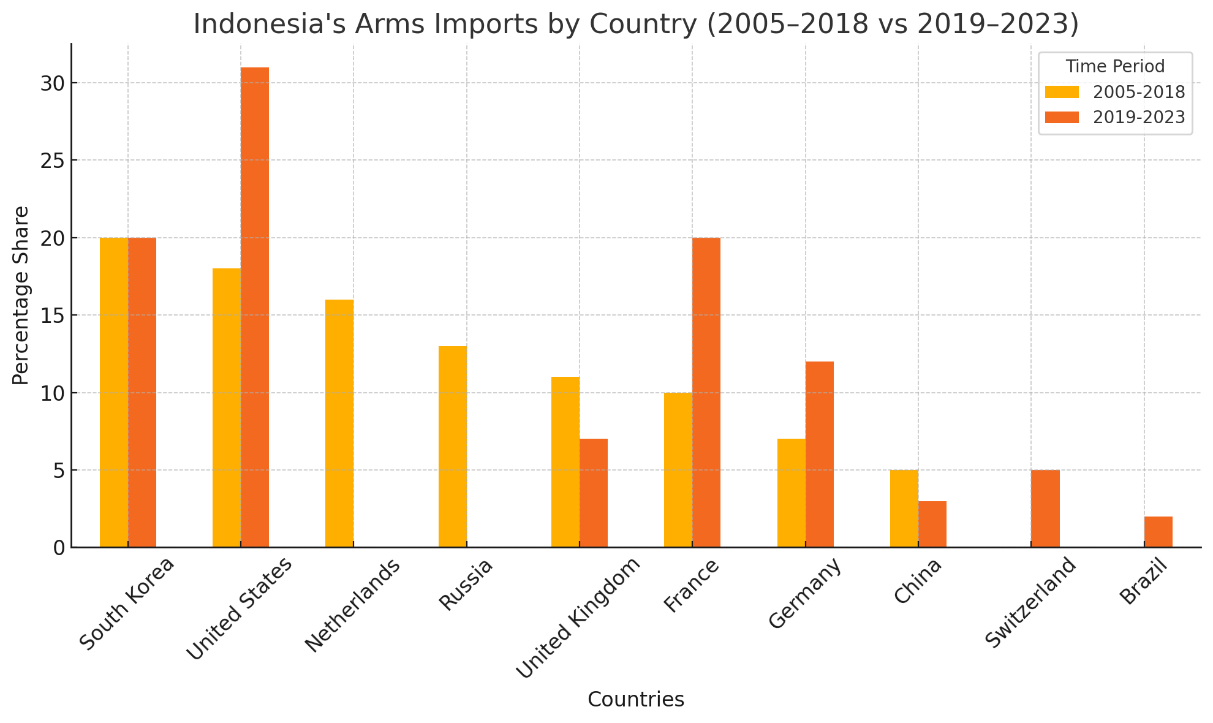 Indonesia's Arms Imports by Country (2005–2018 vs 2019–2023)
Time Period
2005-2018
2019-2023
Percentage Share
30
25
20
15
10
5
0
South Korea
United States
Netherlands
Russia
United Kingdom
France
Germany
China
Switzerland
Brazil
Countries